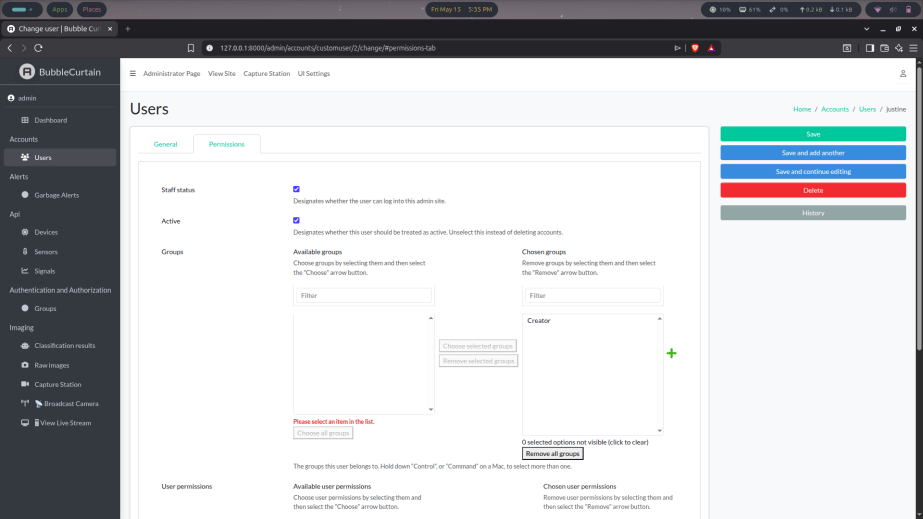 Apps
Places
Fri May 15 5:55 PM
10%
61%
0%
0.2 kB
0.1 kB
Change user | Bubble Cur
127.0.0.1:8000/admin/accounts/customuser/2/change/#permissions-tab
BubbleCurtain
Administrator Page
View Site
Capture Station
UI Settings
admin
Dashboard
Accounts
Users
Alerts
Garbage Alerts
Api
Devices
Sensors
Signals
Authentication and Authorization
Groups
Imaging
Classification results
Raw images
Capture Station
Broadcast Camera
View Live Stream
Users
Home / Accounts / Users / justine
General
Permissions
Staff status
Designates whether the user can log into this admin site.
Active
Designates whether this user should be treated as active. Unselect this instead of deleting accounts.
Groups
Available groups
Choose groups by selecting them and then select
the "Choose" arrow button.
Filter
Please select an item in the list.
Choose all groups
Choose selected groups
Remove selected groups
Chosen groups
Remove groups by selecting them and then select
the "Remove" arrow button.
Filter
Creator
0 selected options not visible (click to clear)
Remove all groups
The groups this user belongs to. Hold down "Control", or "Command" on a Mac, to select more than one.
User permissions
Available user permissions
Choose user permissions by selecting them and
then select the "Choose" arrow button.
Chosen user permissions
Remove user permissions by selecting them and
then select the "Remove" arrow button.
Save
Save and add another
Save and continue editing
Delete
History